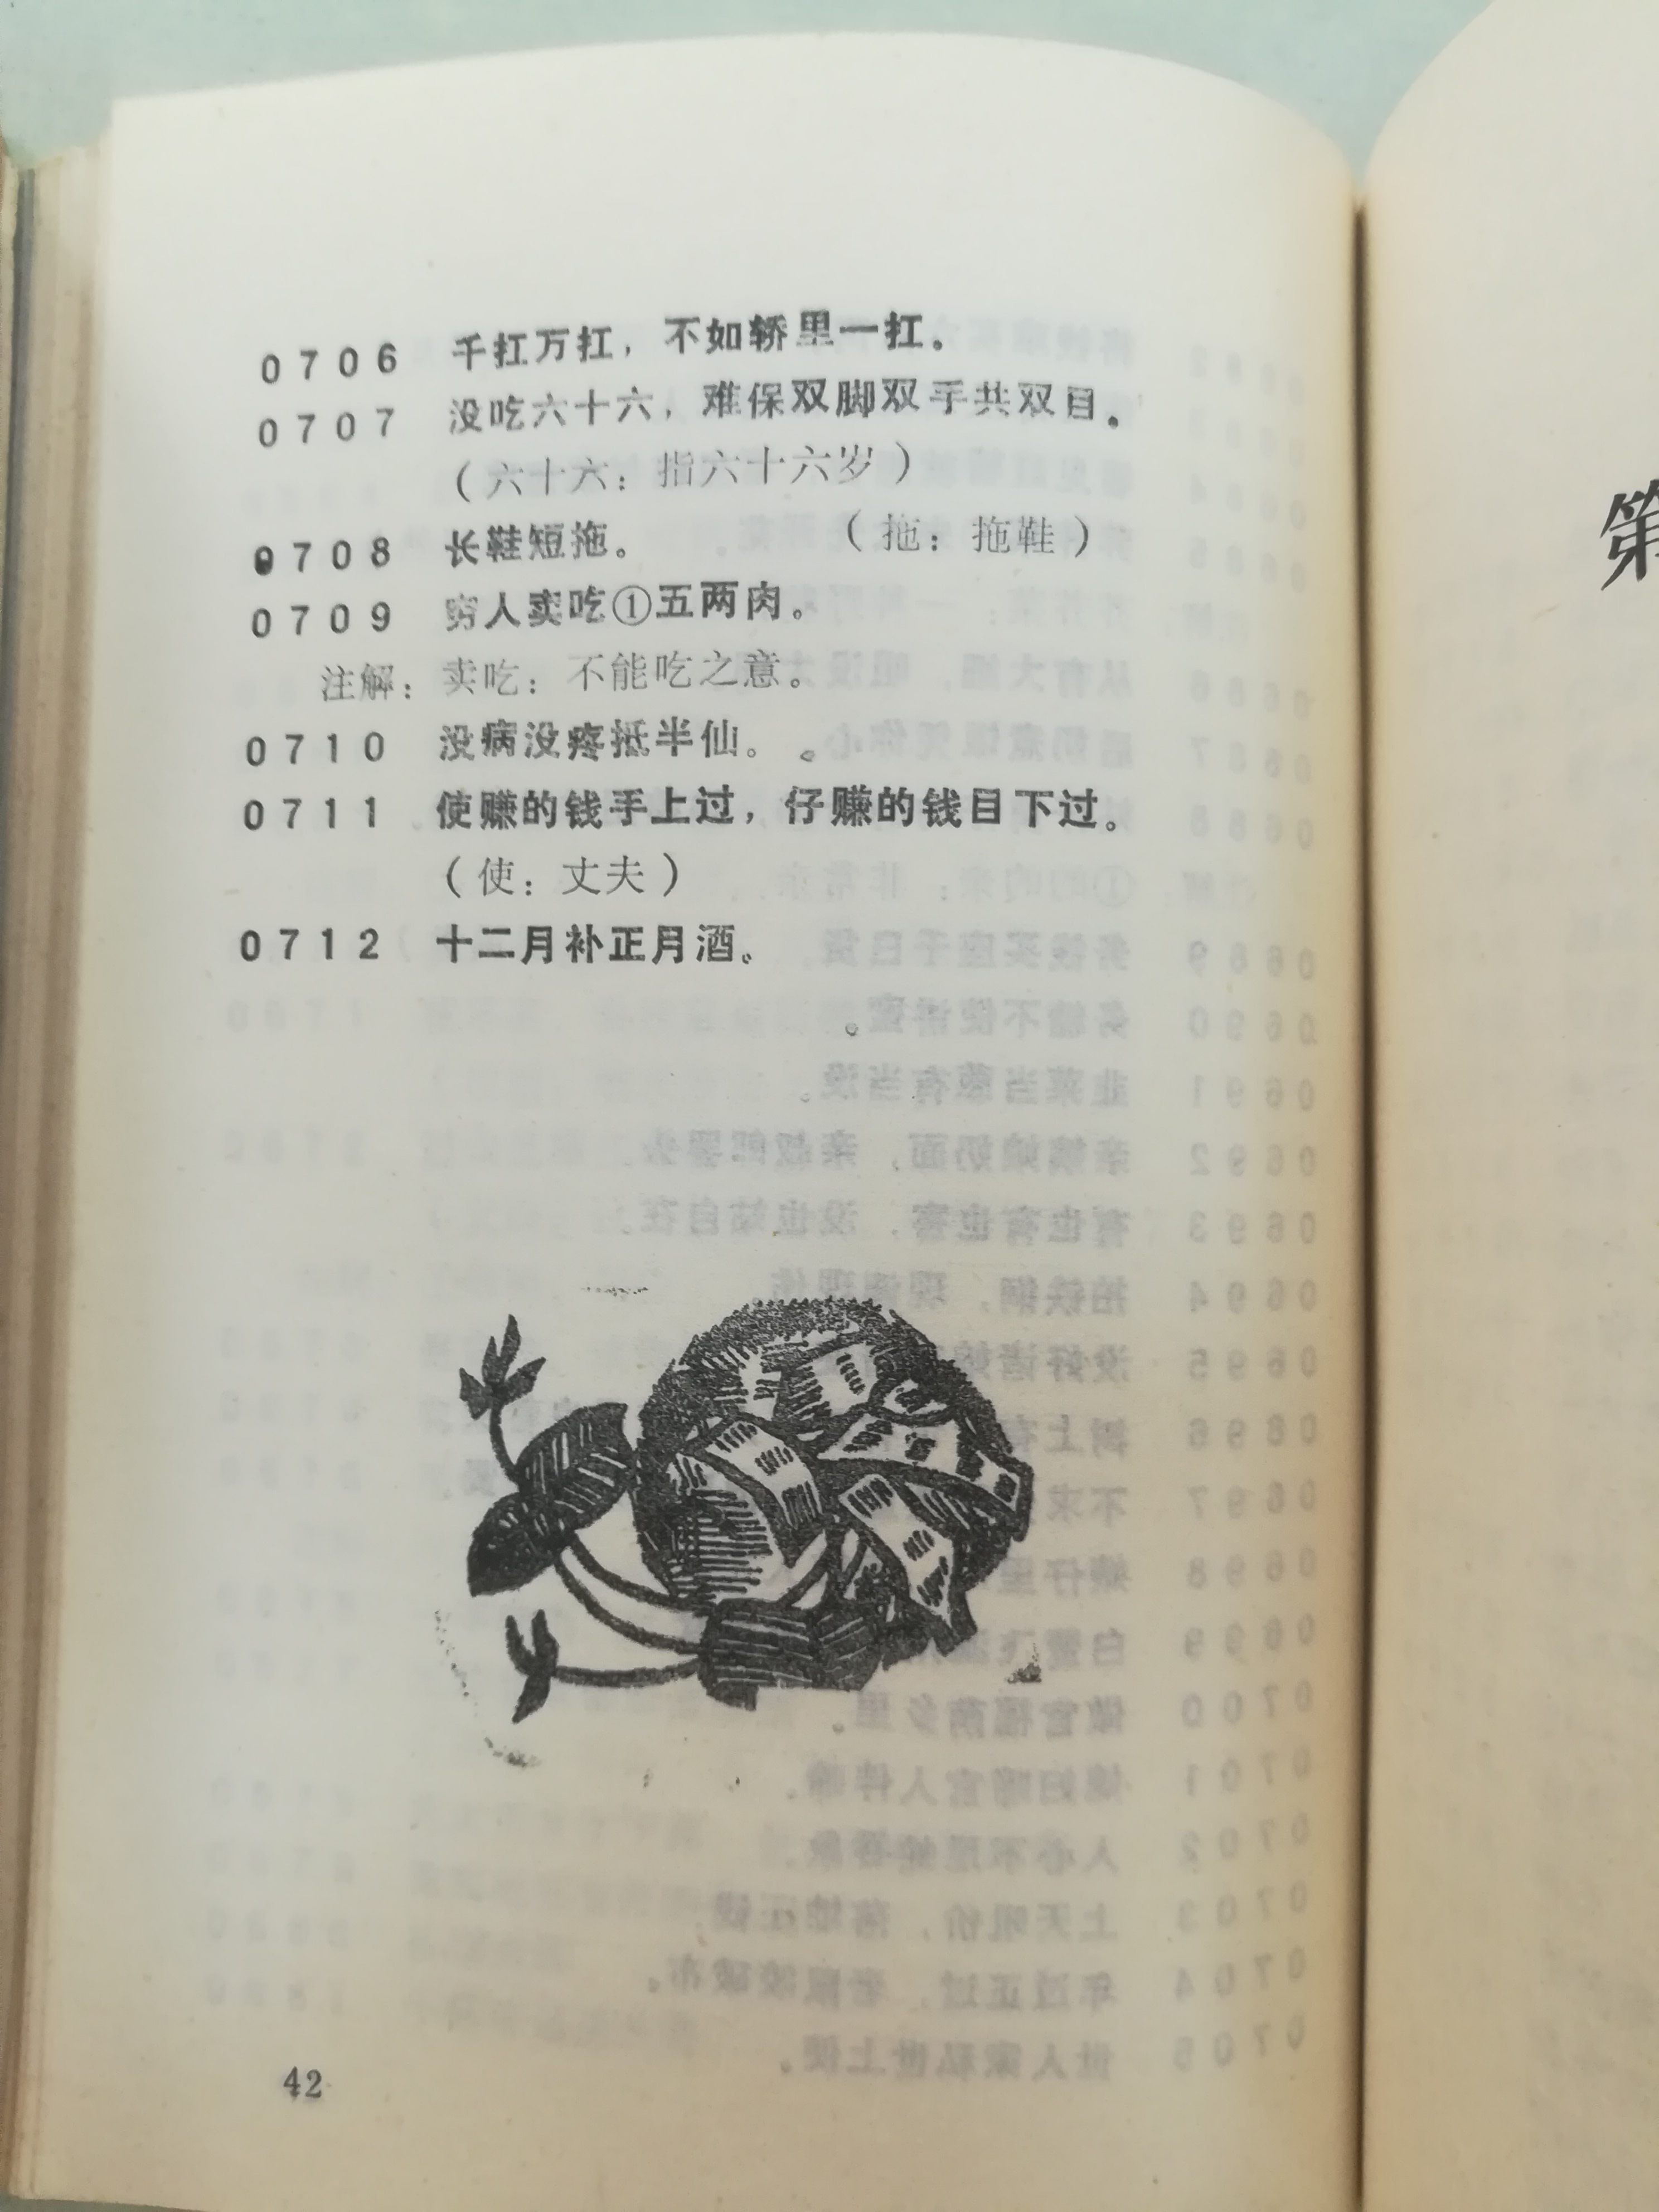 0706 千扛万扛，不如轿里一扛。
0707 没吃六十六，难保双脚双手共双目。
（六十六：指六十六岁）
0708 长鞋短拖。 （拖：拖鞋）
0709 穷人卖吃①五两肉。
注解：卖吃：不能吃之意。
0710 没病没疼抵半仙。
0711 使赚的钱手上过，仔赚的钱目下过。
（使：丈夫）
0712 十二月补正月酒。
42
第